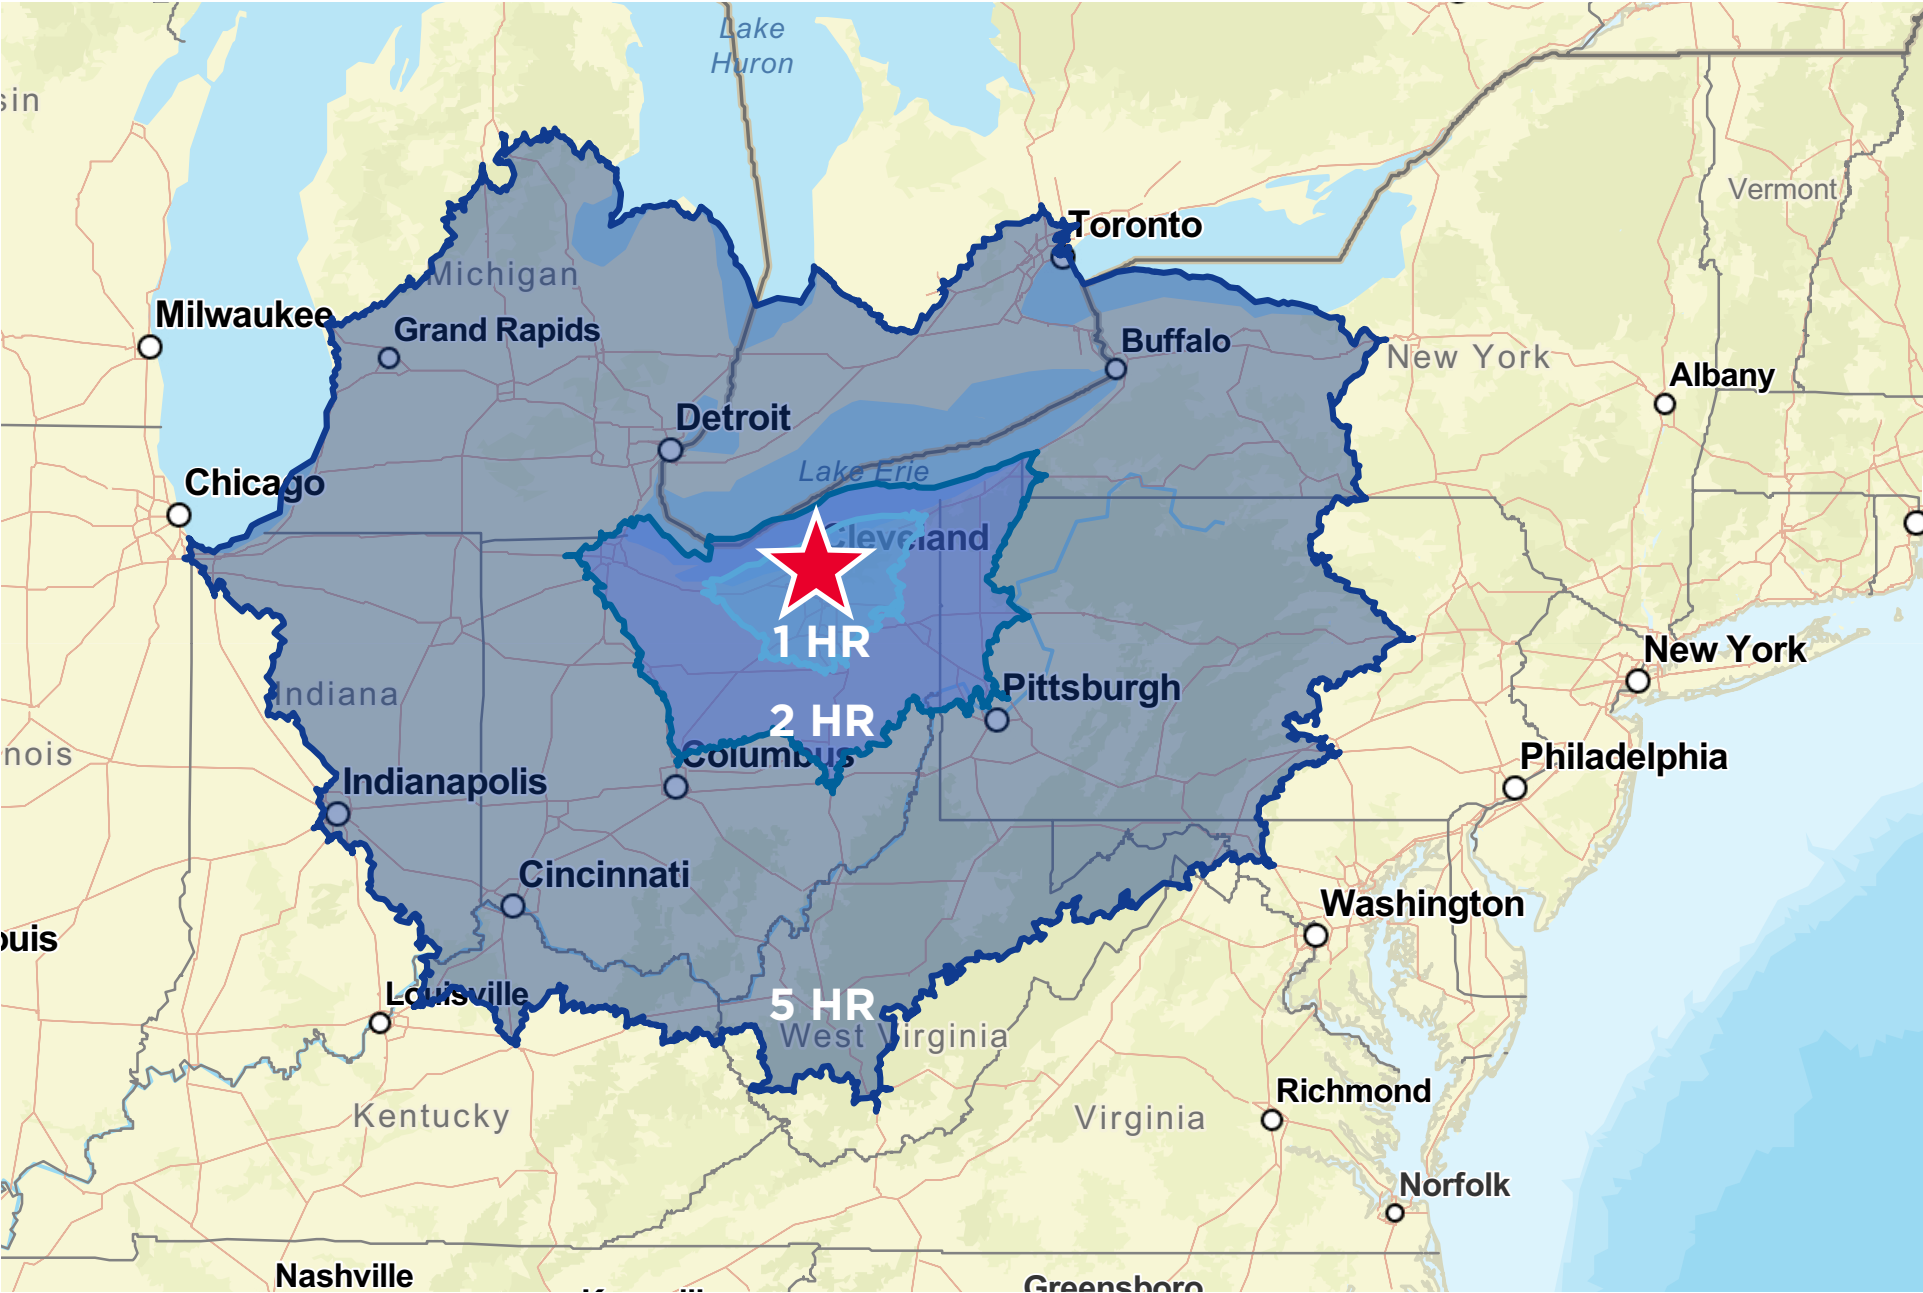 Lake
Huron
sin
Vermont
Toronto
Michigan
Milwaukee
Grand Rapids
Buffalo
New York
Albany
Detroit
Lake Erie
Chicago
Cleveland
1 HR
New York
Pittsburgh
Indiana
2 HR
nois
Columbus
Philadelphia
Indianapolis
Cincinnati
Washington
ouis
Louisville
5 HR
West Virginia
Kentucky
Virginia
Richmond
Norfolk
Nashville
Greensboro